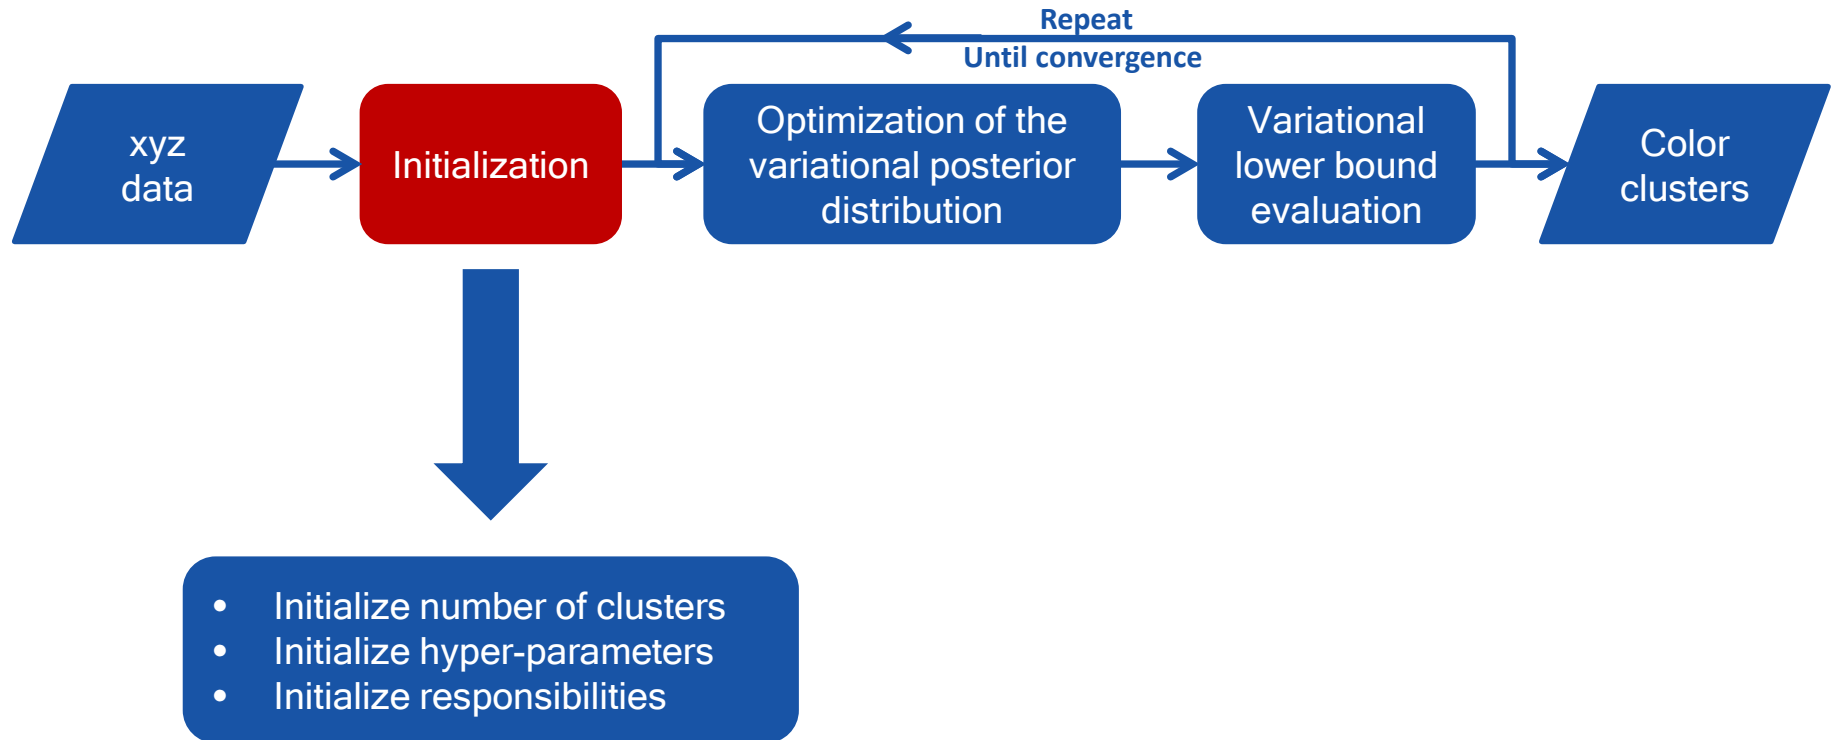 Repeat
Until convergence
xyz
data
Initialization
Optimization of the
variational posterior
distribution
Variational
lower bound
evaluation
Color
clusters
• Initialize number of clusters
• Initialize hyper-parameters
• Initialize responsibilities